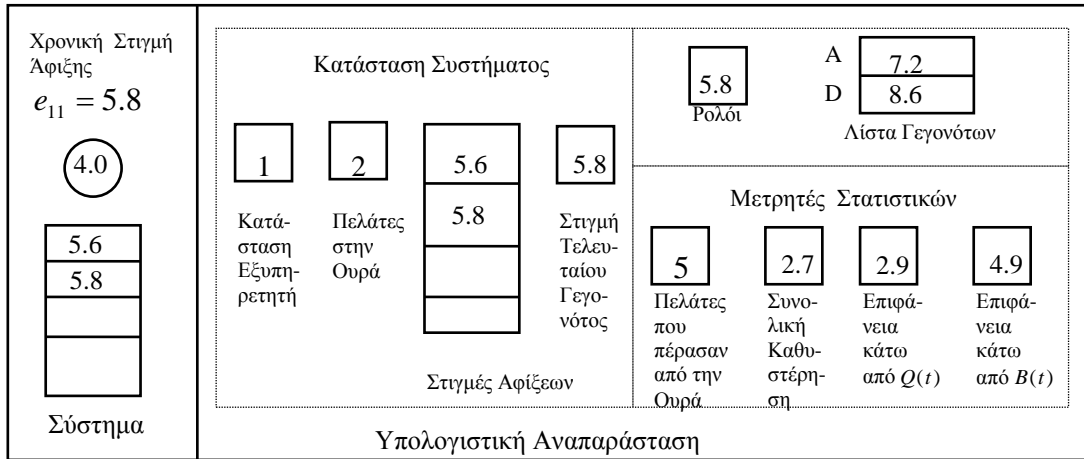 Χρονική Στιγμή
Άφιξης
e₁₁ = 5.8
4.0
5.6
5.8
Σύστημα
Κατάσταση Συστήματος
1
2
5.6
5.8
5.8
Κατά-
σταση
Εξυπη-
ρετητή
Πελάτες
στην
Ουρά
Στιγμή
Τελευ-
ταίου
Γεγο-
νότος
Στιγμές Αφίξεων
5.8
Ρολόι
Α
7.2
D
8.6
Λίστα Γεγονότων
Μετρητές Στατιστικών
5
2.7
2.9
4.9
Πελάτες
που
πέρασαν
από την
Ουρά
Συνο-
λική
Καθυ-
στέρη-
ση
Επιφά-
νεια
κάτω
από Q(t)
Επιφά-
νεια
κάτω
από B(t)
Υπολογιστική Αναπαράσταση